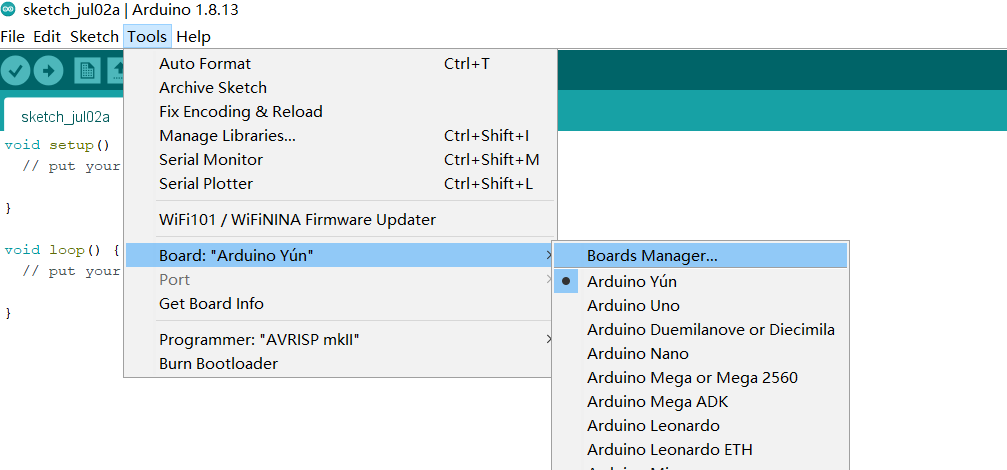 sketch_jul02a | Arduino 1.8.13
File Edit Sketch Tools Help
Auto Format Ctrl+T
Archive Sketch
Fix Encoding & Reload
Manage Libraries... Ctrl+Shift+I
Serial Monitor Ctrl+Shift+M
Serial Plotter Ctrl+Shift+L
WiFi101 / WiFiNINA Firmware Updater
Board: "Arduino Yún"
Port
Get Board Info
Programmer: "AVRISP mkII"
Burn Bootloader
Boards Manager...
Arduino Yún
Arduino Uno
Arduino Duemilanove or Diecimila
Arduino Nano
Arduino Mega or Mega 2560
Arduino Mega ADK
Arduino Leonardo
Arduino Leonardo ETH
sketch_jul02a
void setup()
// put your
}
void loop() {
// put your
}